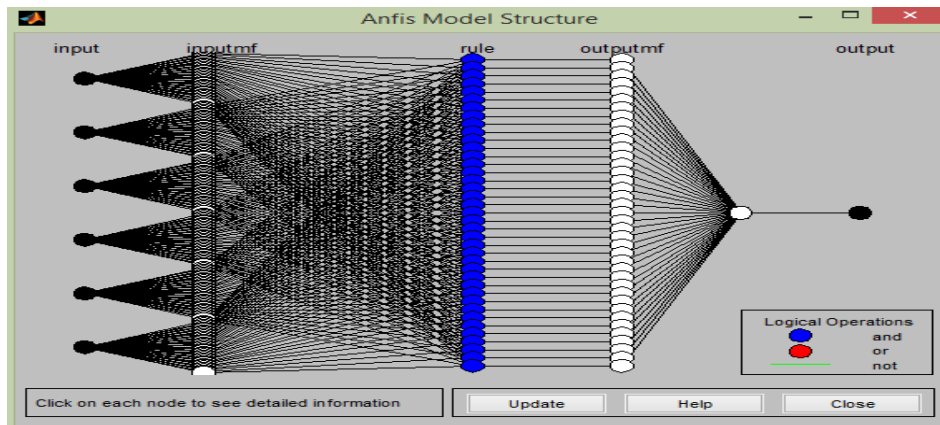 Anfis Model Structure
input inputmf rule outputmf output
Logical Operations
and
or
not
Click on each node to see detailed information
Update Help Close